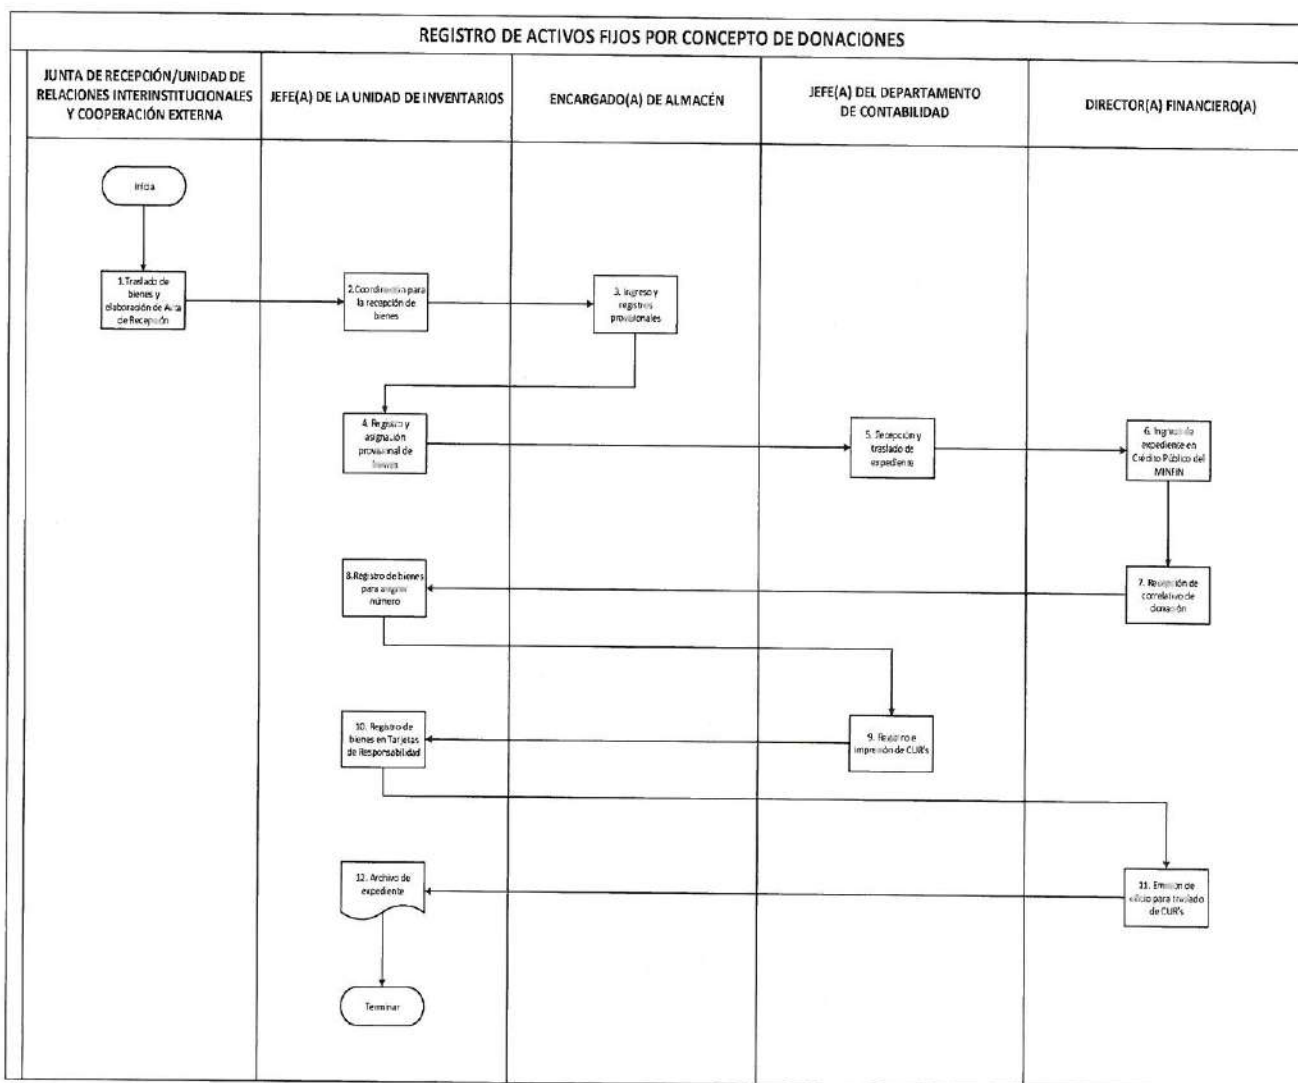 REGISTRO DE ACTIVOS FIJOS POR CONCEPTO DE DONACIONES
JUNTA DE RECEPCIÓN/UNIDAD DE
RELACIONES INTERINSTITUCIONALES
Y COOPERACIÓN EXTERNA
JEFE(A) DE LA UNIDAD DE INVENTARIOS
ENCARGADO(A) DE ALMACÉN
JEFE(A) DEL DEPARTAMENTO
DE CONTABILIDAD
DIRECTOR(A) FINANCIERO(A)
Inicia
1.Traslado de
bienes y
elaboración de Acta
de Recepción
2.Coordinación para
la recepción de
bienes
3. Ingreso y
registros
provisionales
4. Registro y
asignación
provisional de
bienes
5. Recepción y
traslado de
expediente
6. Ingreso de
expediente en
Crédito Público del
MINFIN
7. Recepción de
correlativo de
donación
8.Registro de bienes
para asignar
número
9. Registro e
impresión de CUR's
10. Registro de
bienes en Tarjetas
de Responsabilidad
11. Emisión de
oficio para traslado
de CUR's
12. Archivo de
expediente
Terminar